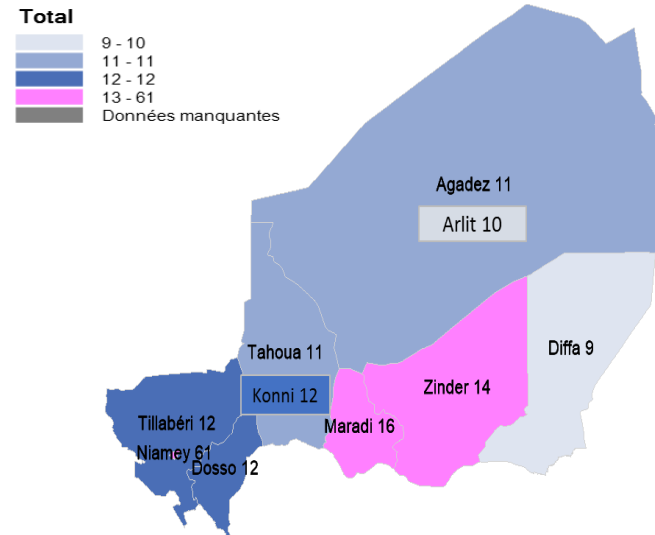 Total
9 - 10
11 - 11
12 - 12
13 - 61
Données manquantes
Agadez 11
Arlit 10
Diffa 9
Tahoua 11
Zinder 14
Konni 12
Tillabéri 12
Maradi 16
Niamey 61
Dosso 12